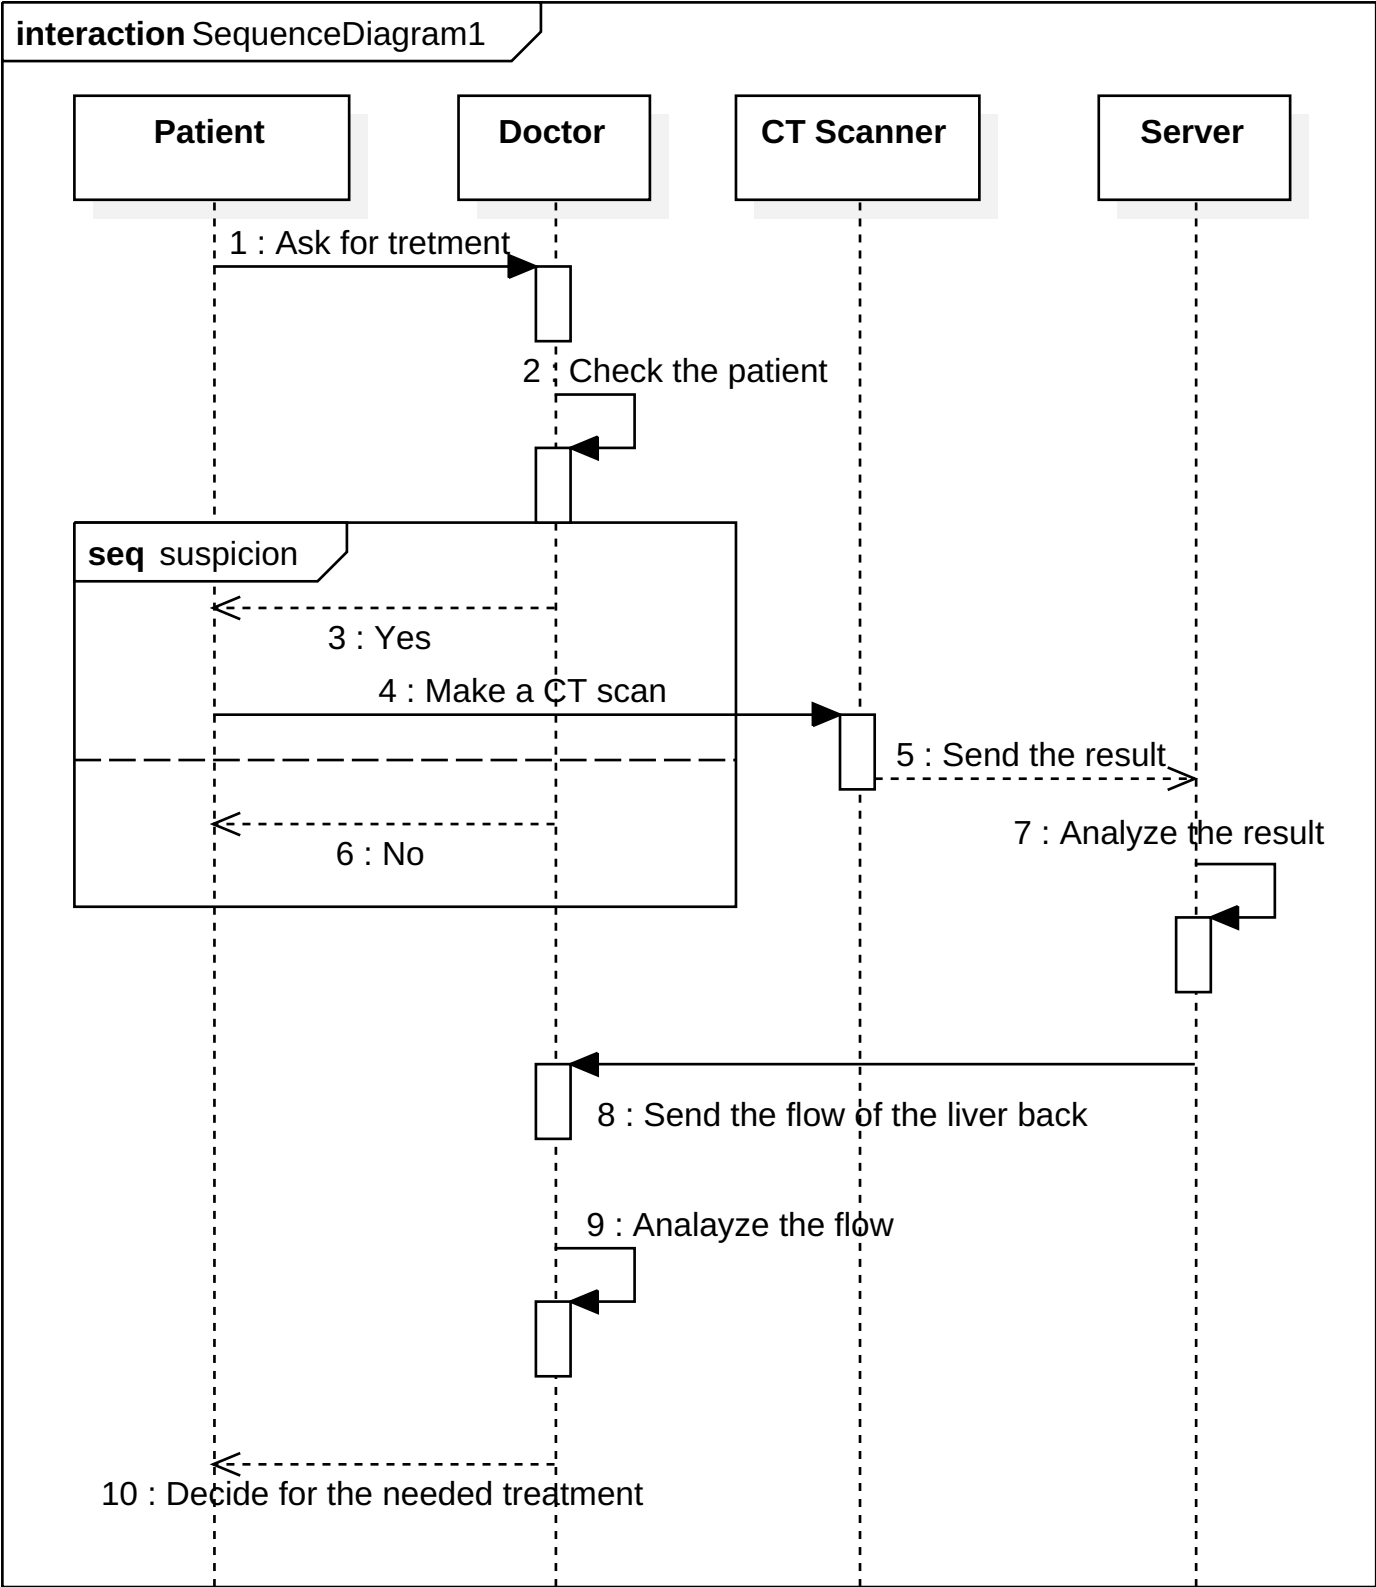 interaction SequenceDiagram1
Patient
Doctor
CT Scanner
Server
1 : Ask for tretment
2 : Check the patient
seq suspicion
3 : Yes
4 : Make a CT scan
5 : Send the result
7 : Analyze the result
6 : No
8 : Send the flow of the liver back
9 : Analayze the flow
10 : Decide for the needed treatment